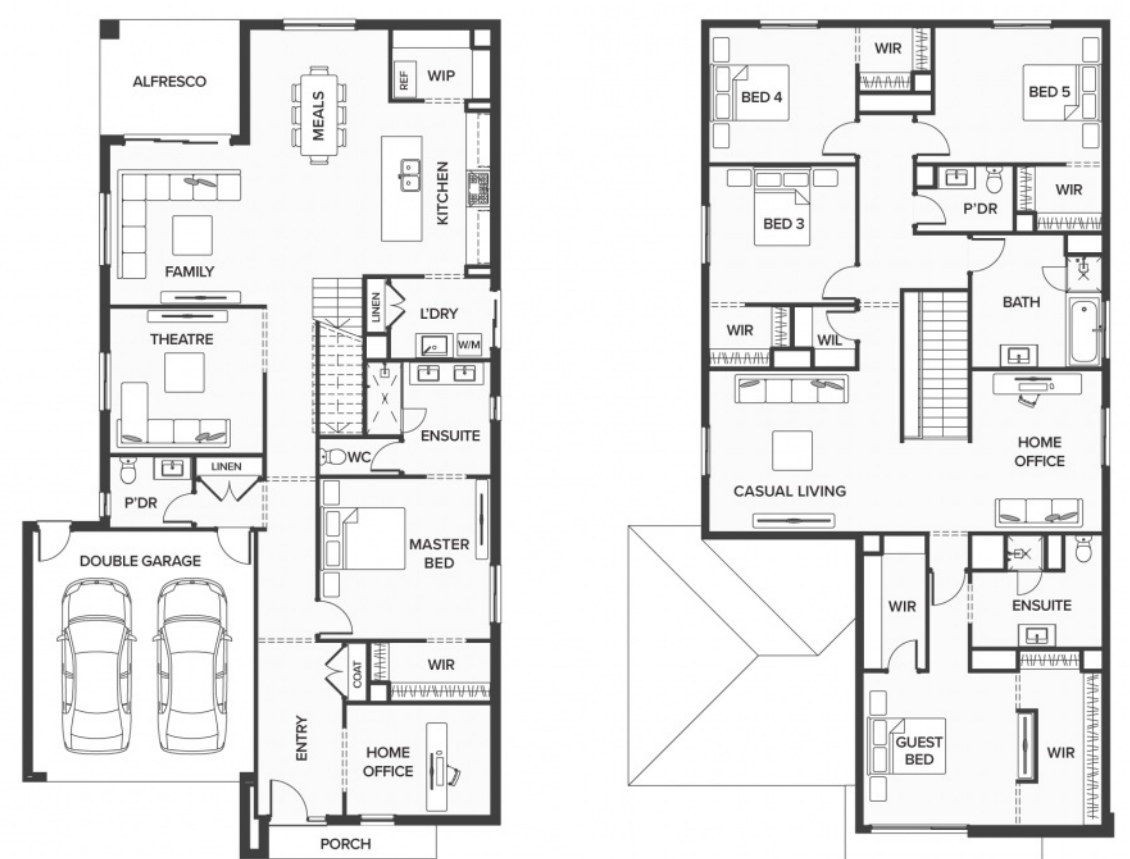 ALFRESCO
MEALS
REF
WIP
KITCHEN
FAMILY
THEATRE
LINEN
L'DRY
W/M
ENSUITE
WC
P'DR
LINEN
DOUBLE GARAGE
MASTER
BED
COAT
WIR
ENTRY
HOME
OFFICE
PORCH
BED 4
WIR
BED 5
BED 3
P'DR
WIR
BATH
WIR
WIL
CASUAL LIVING
HOME
OFFICE
WIR
ENSUITE
GUEST
BED
WIR